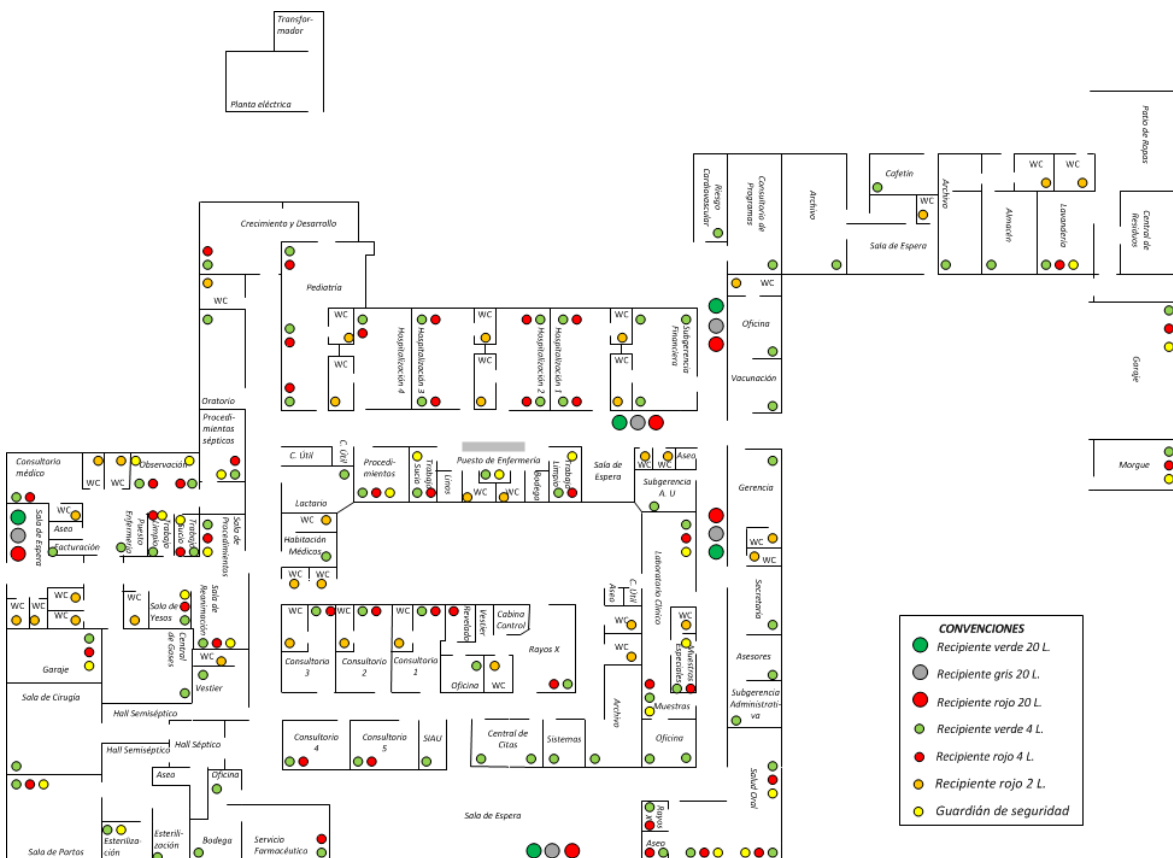 Transfor-
mador
Planta eléctrica
Patio de Ropas
Riesgo
Cardiovascular
Consultorio de
Programas
Archivo
Cafetin
WC
Archivo
WC
WC
Almacén
Lavandería
Central de
Residuos
Sala de Espera
Crecimiento y Desarrollo
Pediatría
WC
WC
Oficina
Vacunación
WC
WC
Hospitalización 4
Hospitalización 3
WC
WC
Hospitalización 2
Hospitalización 1
WC
WC
Subgerencia
Financiera
Garaje
Oratorio
Procedi-
mientos
sépticos
Consultorio
médico
WC
WC
Observación
C. Útil
C. Útil
Procedi-
mientos
Trabajo
Sucio
Linos
Puesto de Enfermería
WC
WC
Bodega
Trabajo
Limpio
Sala de
Espera
WC
WC
Aseo
Subgerencia
A. U
Gerencia
Morgue
Lactario
WC
Habitación
Médicos
WC
WC
Sala de Espera
WC
Aseo
Facturación
Puesto
Enfermería
Trabajo
Limpio
Trabajo
Sucio
Sala de
Procedimientos
WC
WC
WC
WC
WC
Sala de
Yesos
Sala de
Reanimación
Central
de Gases
WC
Vestier
Garaje
Sala de Cirugía
Hall Semiséptico
Hall Semiséptico
Hall Séptico
WC
Consultorio
3
WC
Consultorio
2
WC
Consultorio
1
Revelado
Vestier
Cabina
Control
Rayos X
Oficina
WC
Aseo
C. Útil
Laboratorio Clínico
WC
WC
WC
Muestras
Especiales
Muestras
Archivo
WC
Secretaría
Asesores
Subgerencia
Administrati-
va
Consultorio
4
Consultorio
5
SIAU
Central de
Citas
Sistemas
Oficina
Aseo
Oficina
Sala de Partos
Esteriliza-
ción
Esterili-
zación
Bodega
Servicio
Farmacéutico
Sala de Espera
Rayos
X
Aseo
Salud Oral
CONVENCIONES
Recipiente verde 20 L.
Recipiente gris 20 L.
Recipiente rojo 20 L.
Recipiente verde 4 L.
Recipiente rojo 4 L.
Recipiente rojo 2 L.
Guardián de seguridad